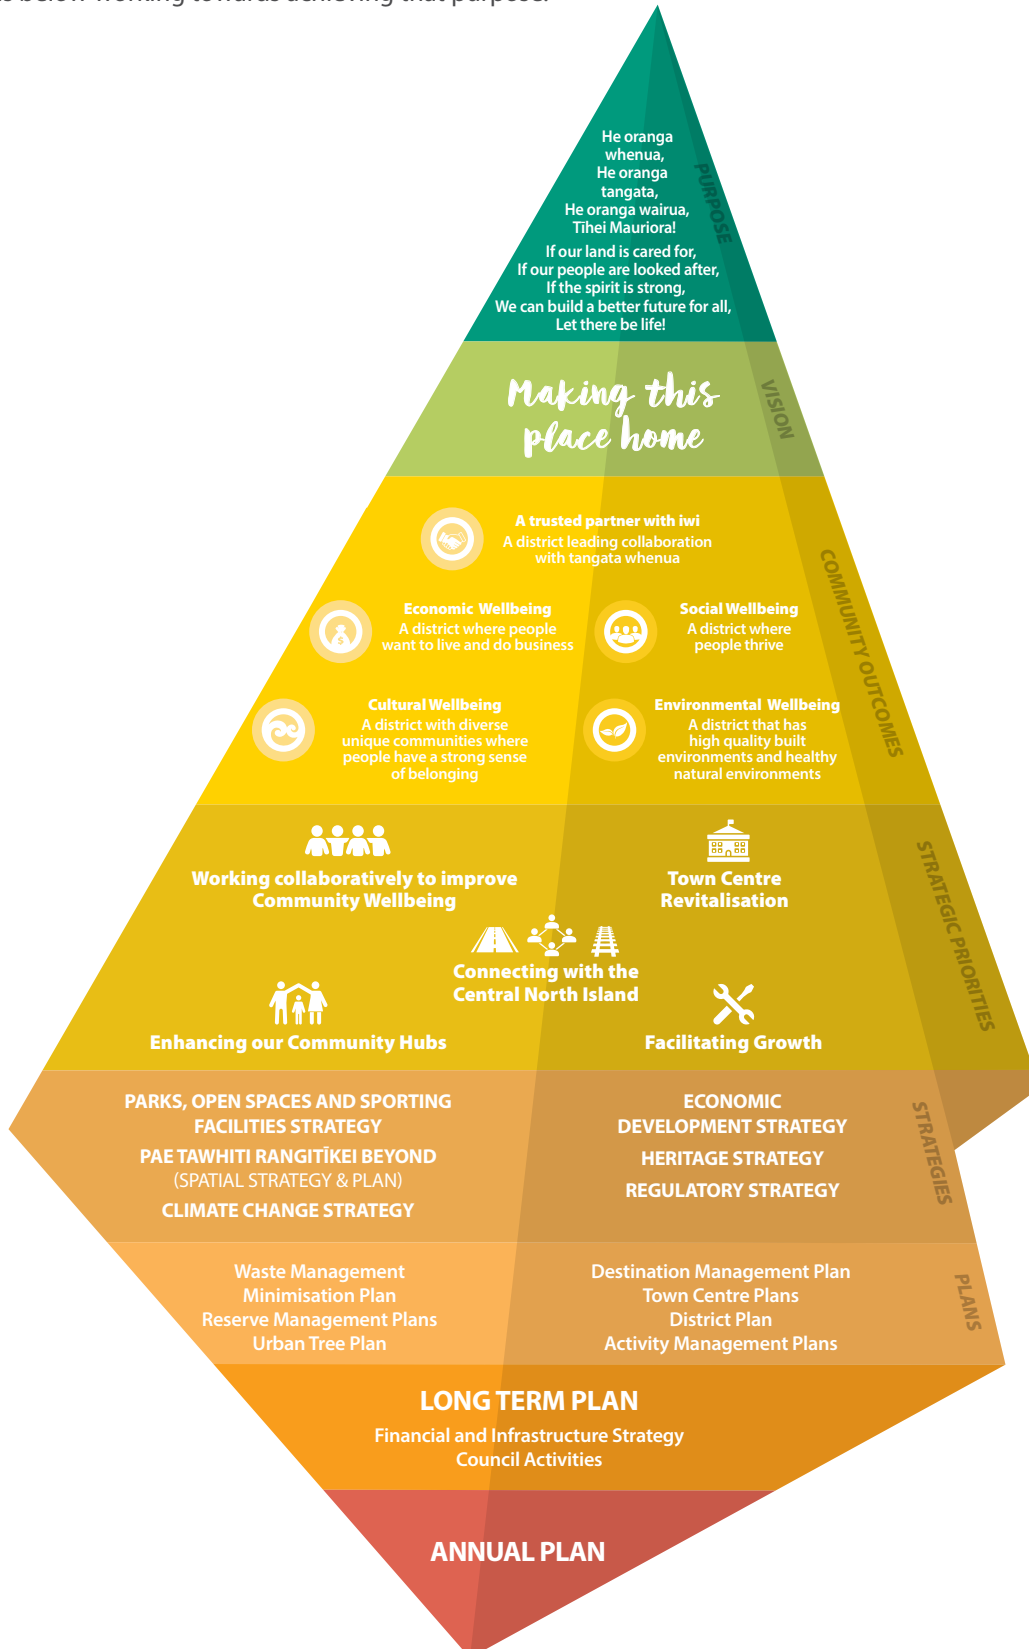 below working towards achieving that purpose.
He oranga
whenua,
He oranga
tangata,
He oranga wairua,
Tīhei Mauriora!
If our land is cared for,
If our people are looked after,
If the spirit is strong,
We can build a better future for all,
Let there be life!
PURPOSE
Making this
place home
VISION
A trusted partner with iwi
A district leading collaboration
with tangata whenua
Economic Wellbeing
A district where people
want to live and do business
Social Wellbeing
A district where
people thrive
Cultural Wellbeing
A district with diverse
unique communities where
people have a strong sense
of belonging
Environmental Wellbeing
A district that has
high quality built
environments and healthy
natural environments
COMMUNITY OUTCOMES
Working collaboratively to improve
Community Wellbeing
Town Centre
Revitalisation
Connecting with the
Central North Island
Enhancing our Community Hubs
Facilitating Growth
STRATEGIC PRIORITIES
PARKS, OPEN SPACES AND SPORTING
FACILITIES STRATEGY
PAE TAWHITI RANGITĪKEI BEYOND
(SPATIAL STRATEGY & PLAN)
CLIMATE CHANGE STRATEGY
ECONOMIC
DEVELOPMENT STRATEGY
HERITAGE STRATEGY
REGULATORY STRATEGY
STRATEGIES
Waste Management
Minimisation Plan
Reserve Management Plans
Urban Tree Plan
Destination Management Plan
Town Centre Plans
District Plan
Activity Management Plans
PLANS
LONG TERM PLAN
Financial and Infrastructure Strategy
Council Activities
ANNUAL PLAN